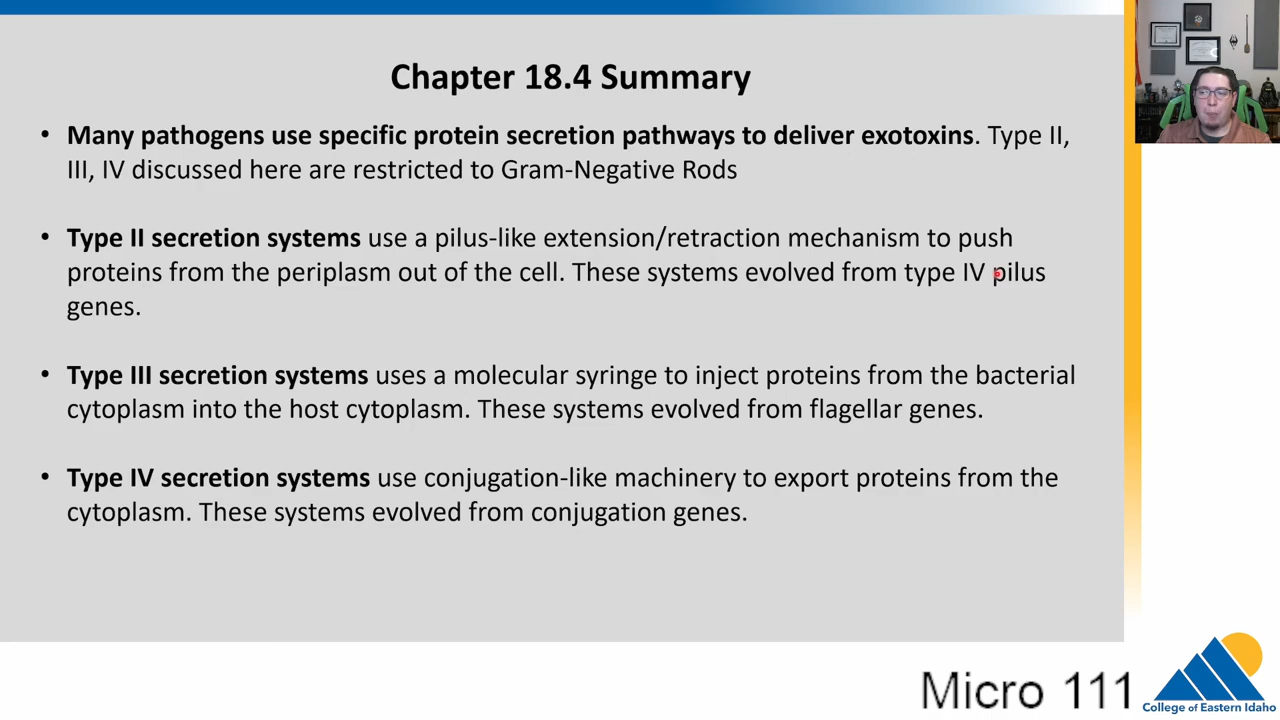 Chapter 18.4 Summary
• Many pathogens use specific protein secretion pathways to deliver exotoxins. Type II,
III, IV discussed here are restricted to Gram-Negative Rods
• Type II secretion systems use a pilus-like extension/retraction mechanism to push
proteins from the periplasm out of the cell. These systems evolved from type IV pilus
genes.
• Type III secretion systems uses a molecular syringe to inject proteins from the bacterial
cytoplasm into the host cytoplasm. These systems evolved from flagellar genes.
• Type IV secretion systems use conjugation-like machinery to export proteins from the
cytoplasm. These systems evolved from conjugation genes.
Micro 111
College of Eastern Idaho